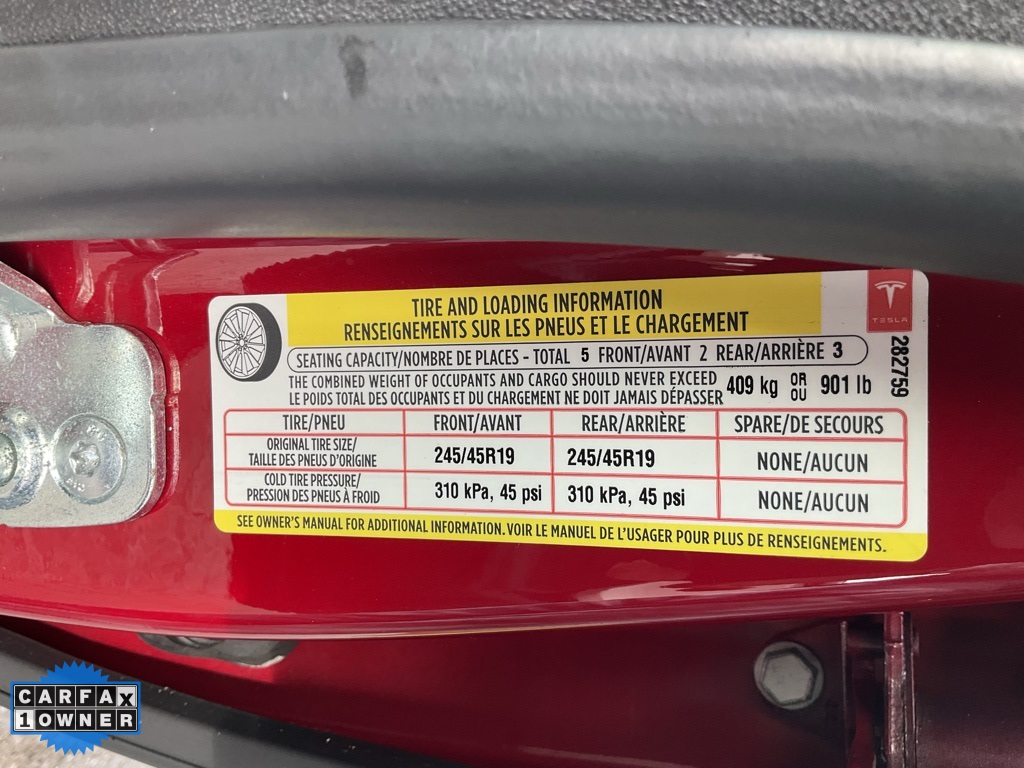 TIRE AND LOADING INFORMATION
RENSEIGNEMENTS SUR LES PNEUS ET LE CHARGEMENT
TESLA
SEATING CAPACITY/NOMBRE DE PLACES - TOTAL 5 FRONT/AVANT 2 REAR/ARRIÈRE 3
THE COMBINED WEIGHT OF OCCUPANTS AND CARGO SHOULD NEVER EXCEED
LE POIDS TOTAL DES OCCUPANTS ET DU CHARGEMENT NE DOIT JAMAIS DÉPASSER
409 kg OR OU 901 lb
282759
TIRE/PNEU FRONT/AVANT REAR/ARRIÈRE SPARE/DE SECOURS
ORIGINAL TIRE SIZE/
TAILLE DES PNEUS D'ORIGINE
245/45R19 245/45R19 NONE/AUCUN
COLD TIRE PRESSURE/
PRESSION DES PNEUS À FROID
310 kPa, 45 psi 310 kPa, 45 psi NONE/AUCUN
SEE OWNER'S MANUAL FOR ADDITIONAL INFORMATION. VOIR LE MANUEL DE L'USAGER POUR PLUS DE RENSEIGNEMENTS.
CARFAX
1 OWNER